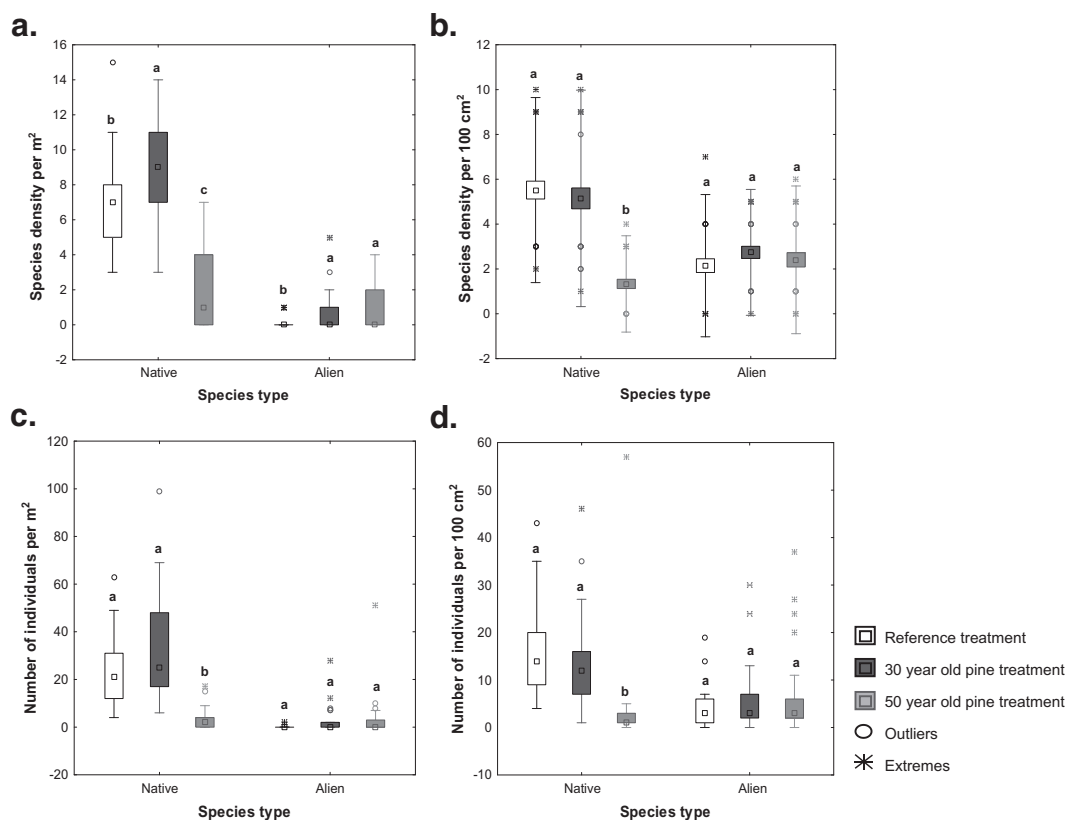 a.
Species density per m²
16
14
12
10
8
6
4
2
0
-2
b
a
c
b
a
a
Native
Alien
Species type
b.
Species density per 100 cm²
12
10
8
6
4
2
0
-2
a
a
b
a
a
a
Native
Alien
Species type
c.
Number of individuals per m²
120
100
80
60
40
20
0
-20
a
a
b
a
a
a
Native
Alien
Species type
d.
Number of individuals per 100 cm²
60
50
40
30
20
10
0
-10
a
a
b
a
a
a
Native
Alien
Species type
Reference treatment
30 year old pine treatment
50 year old pine treatment
Outliers
Extremes